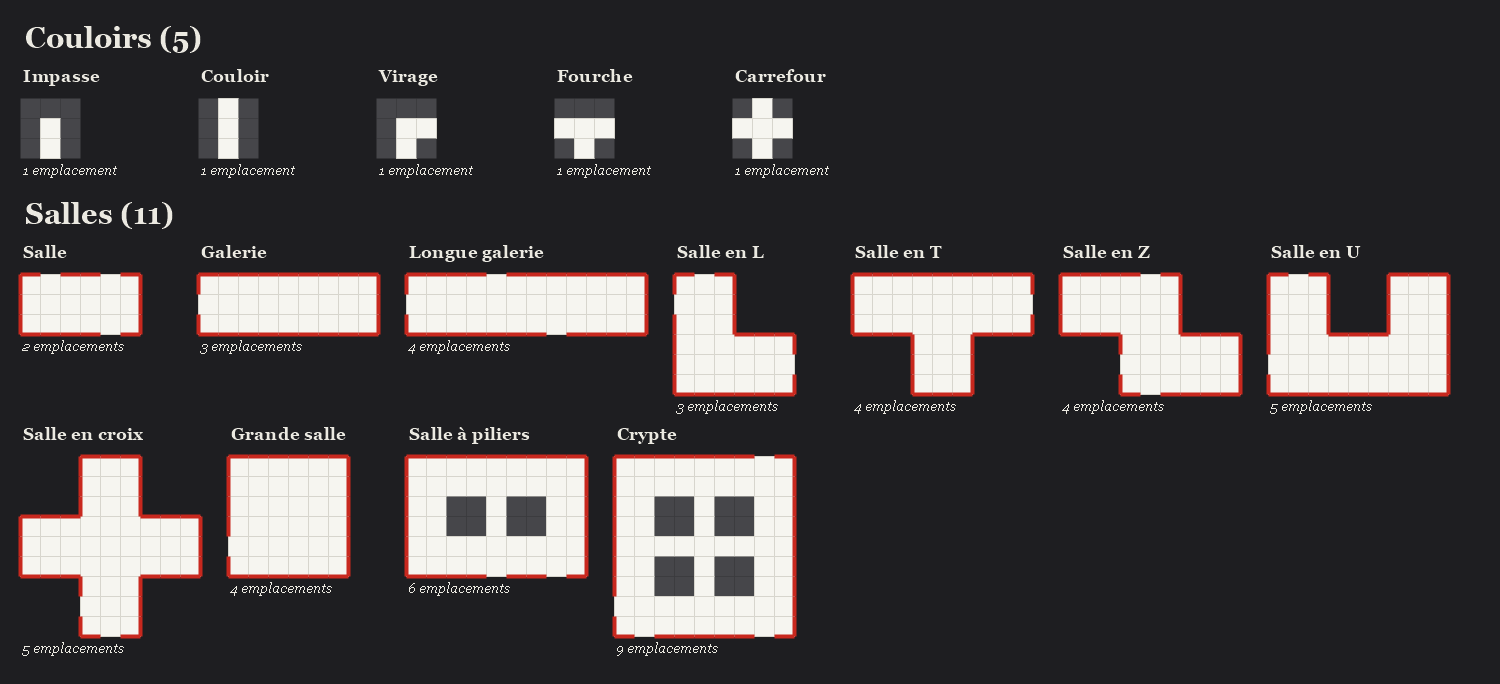 Couloirs (5)
Impasse Couloir Virage Fourche Carrefour
1 emplacement 1 emplacement 1 emplacement 1 emplacement 1 emplacement
Salles (11)
Salle Galerie Longue galerie Salle en L Salle en T Salle en Z Salle en U
2 emplacements 3 emplacements 4 emplacements
3 emplacements 4 emplacements 4 emplacements 5 emplacements
Salle en croix Grande salle Salle à piliers Crypte
4 emplacements 6 emplacements
5 emplacements 9 emplacements